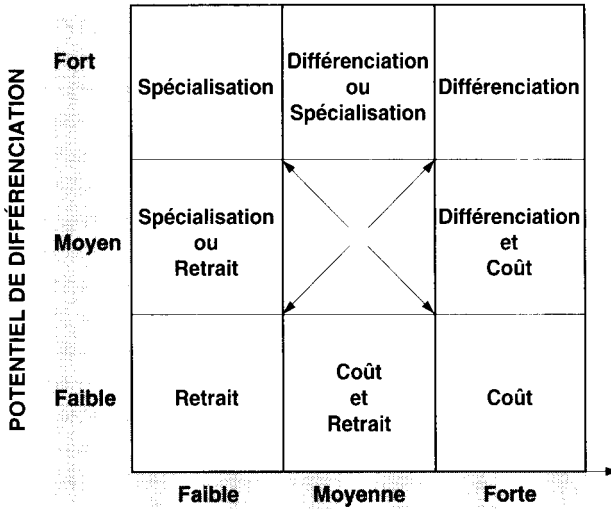 POTENTIEL DE DIFFÉRENCIATION
Fort
Spécialisation
Différenciation
ou
Spécialisation
Différenciation
Moyen
Spécialisation
ou
Retrait
Différenciation
et
Coût
Faible
Retrait
Coût
et
Retrait
Coût
Faible
Moyenne
Forte